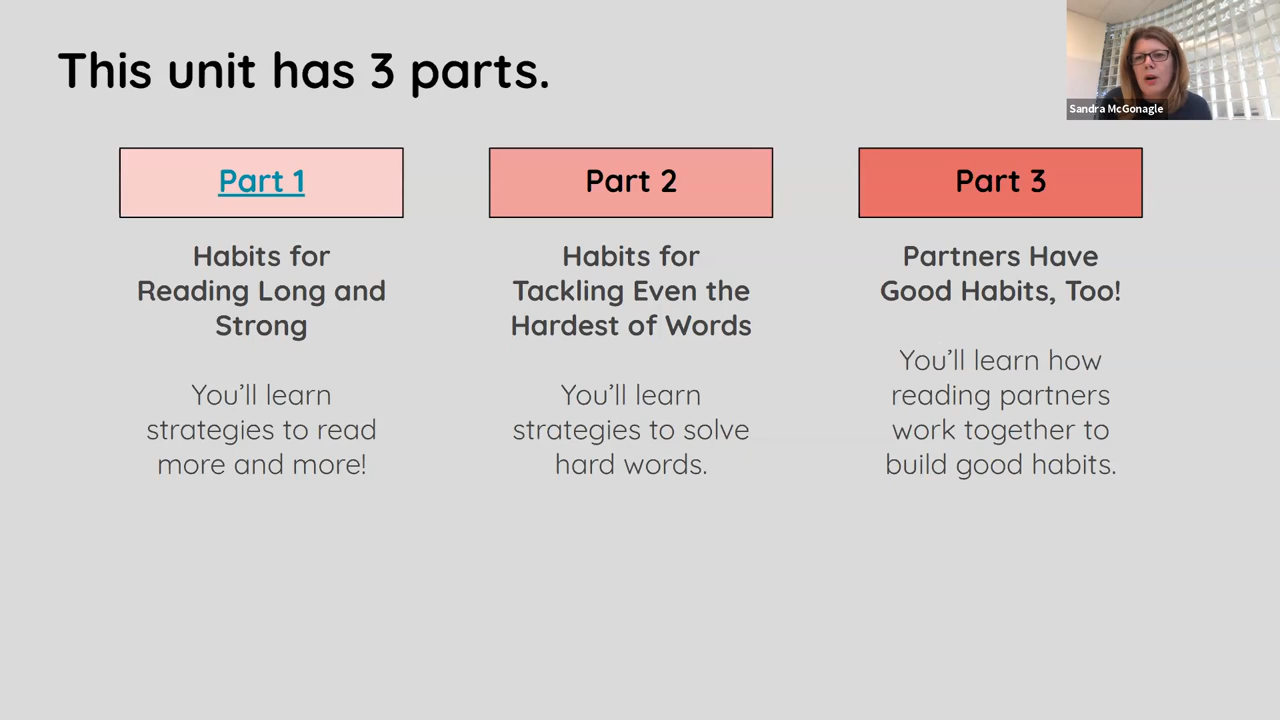 This unit has 3 parts.
Sandra McGonagle
Part 1
Habits for
Reading Long and
Strong
You'll learn
strategies to read
more and more!
Part 2
Habits for
Tackling Even the
Hardest of Words
You'll learn
strategies to solve
hard words.
Part 3
Partners Have
Good Habits, Too!
You'll learn how
reading partners
work together to
build good habits.